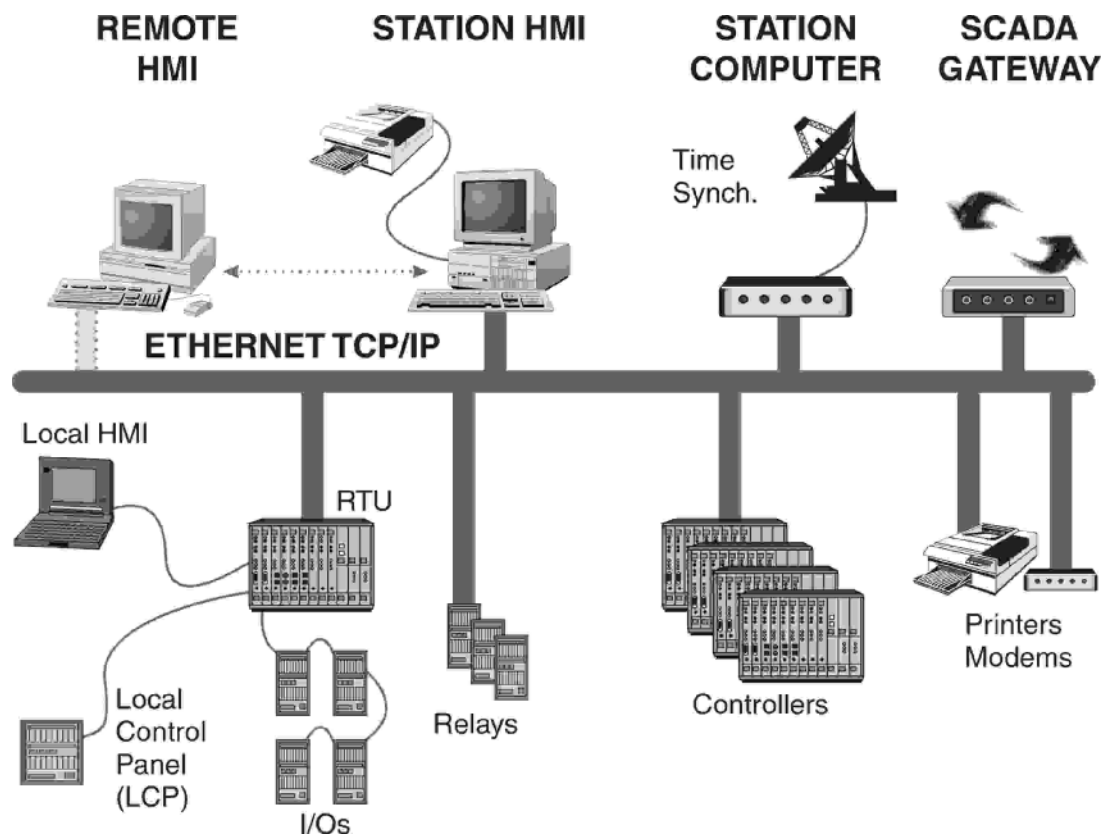 REMOTE
HMI
STATION HMI
STATION
COMPUTER
SCADA
GATEWAY
Time
Synch.
ETHERNET TCP/IP
Local HMI
RTU
Local
Control
Panel
(LCP)
I/Os
Relays
Controllers
Printers
Modems